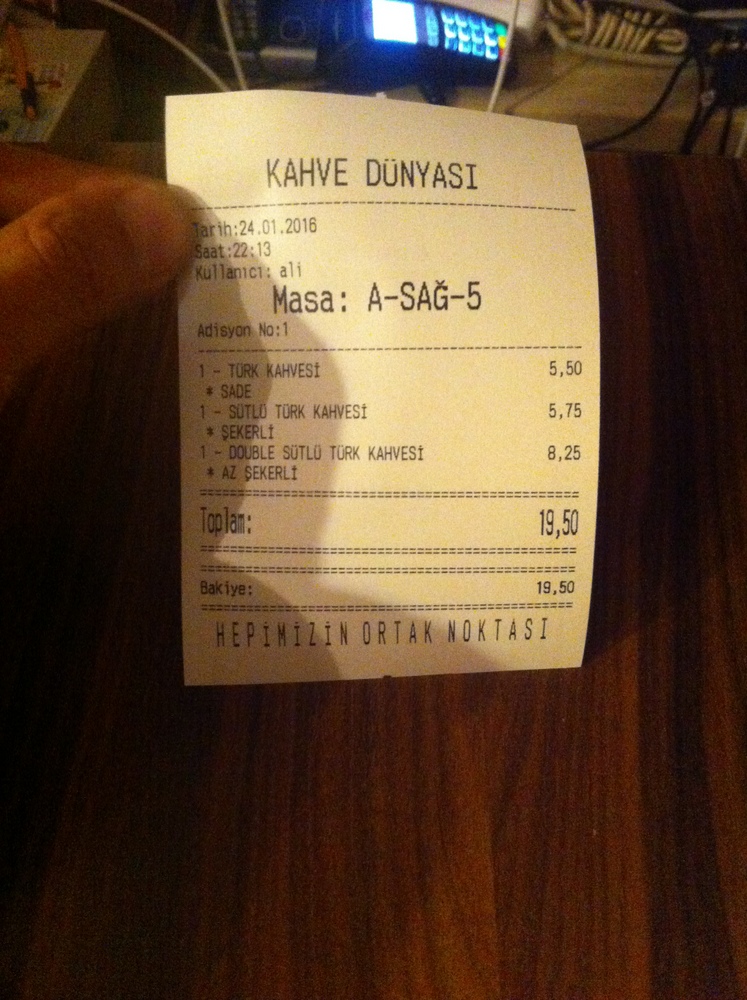 KAHVE DÜNYASI
Tarih:24.01.2016
Saat:22:13
Kullanıcı: ali
Masa: A-SAĞ-5
Adisyon No:1
1 - TÜRK KAHVESİ 5,50
* SADE
1 - SÜTLÜ TÜRK KAHVESİ 5,75
* ŞEKERLİ
1 - DOUBLE SÜTLÜ TÜRK KAHVESİ 8,25
* AZ ŞEKERLİ
Toplam: 19,50
Bakiye: 19,50
HEPİMİZİN ORTAK NOKTASI